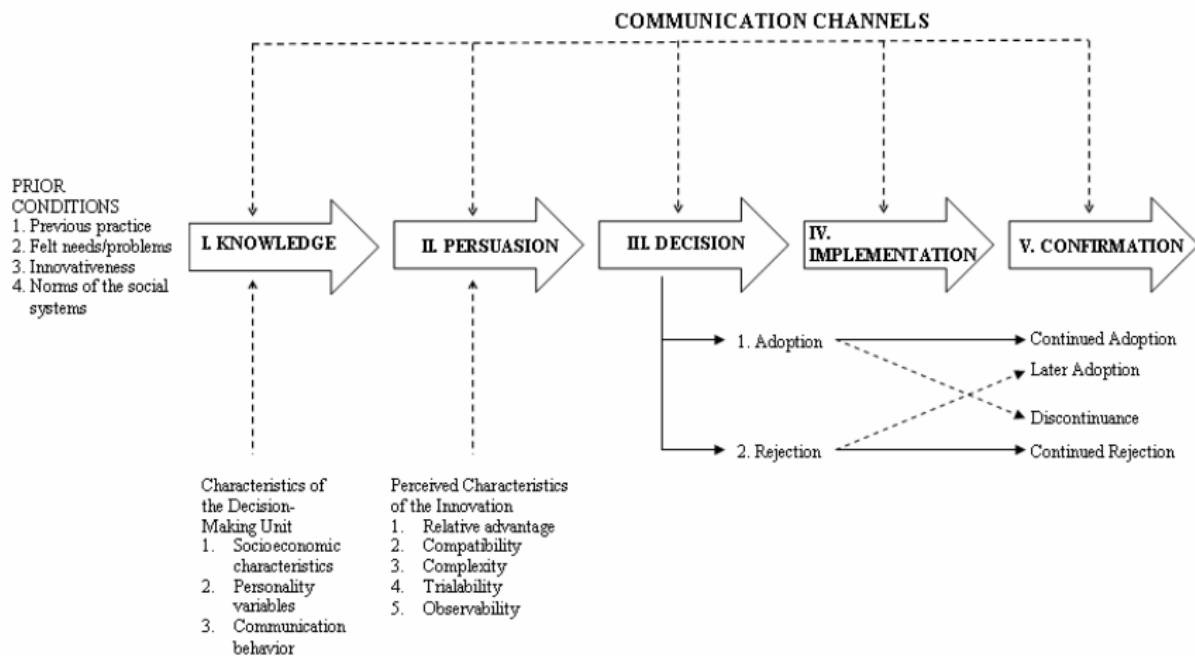 COMMUNICATION CHANNELS
PRIOR
CONDITIONS
1. Previous practice
2. Felt needs/problems
3. Innovativeness
4. Norms of the social
systems
I. KNOWLEDGE
II. PERSUASION
III. DECISION
IV.
IMPLEMENTATION
V. CONFIRMATION
1. Adoption
2. Rejection
Continued Adoption
Later Adoption
Discontinuance
Continued Rejection
Characteristics of
the Decision-
Making Unit
1. Socioeconomic
characteristics
2. Personality
variables
3. Communication
behavior
Perceived Characteristics
of the Innovation
1. Relative advantage
2. Compatibility
3. Complexity
4. Trialability
5. Observability